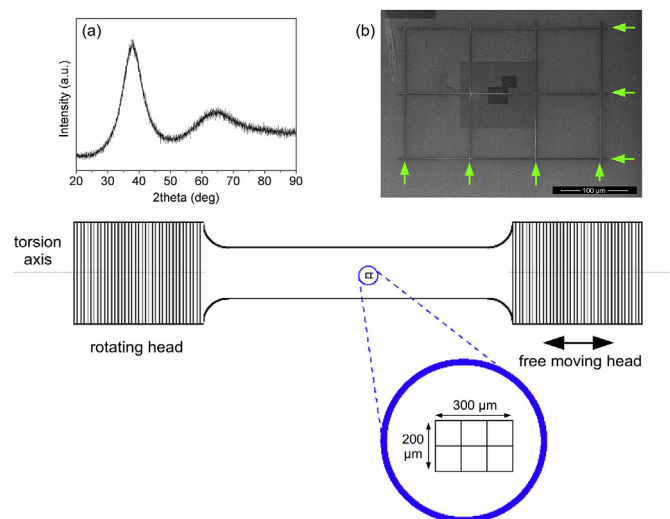 (a)
Intensity (a.u.)
20 30 40 50 60 70 80 90
2theta (deg)
(b)
100 µm
torsion
axis
rotating head
free moving head
300 µm
200
µm